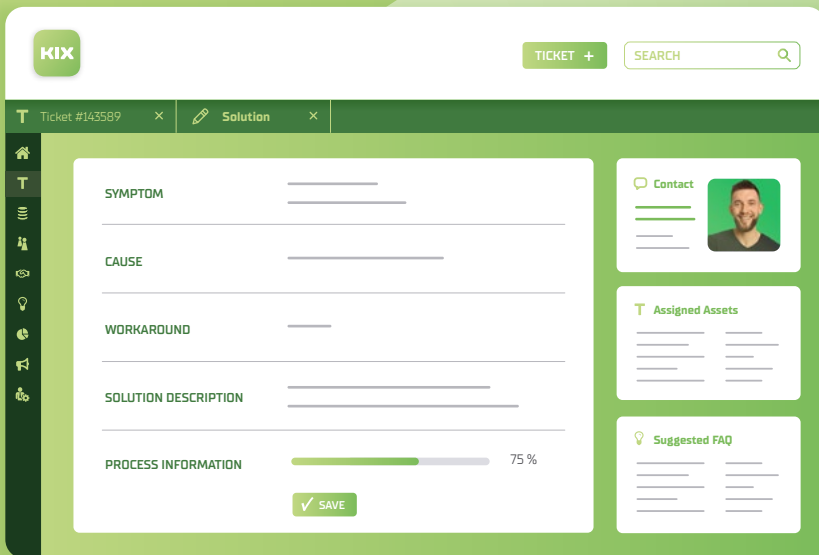 KIX
TICKET +
SEARCH
T Ticket #143589 ×
Solution ×
T
SYMPTOM
CAUSE
WORKAROUND
SOLUTION DESCRIPTION
PROCESS INFORMATION
75 %
SAVE
Contact
T Assigned Assets
Suggested FAQ